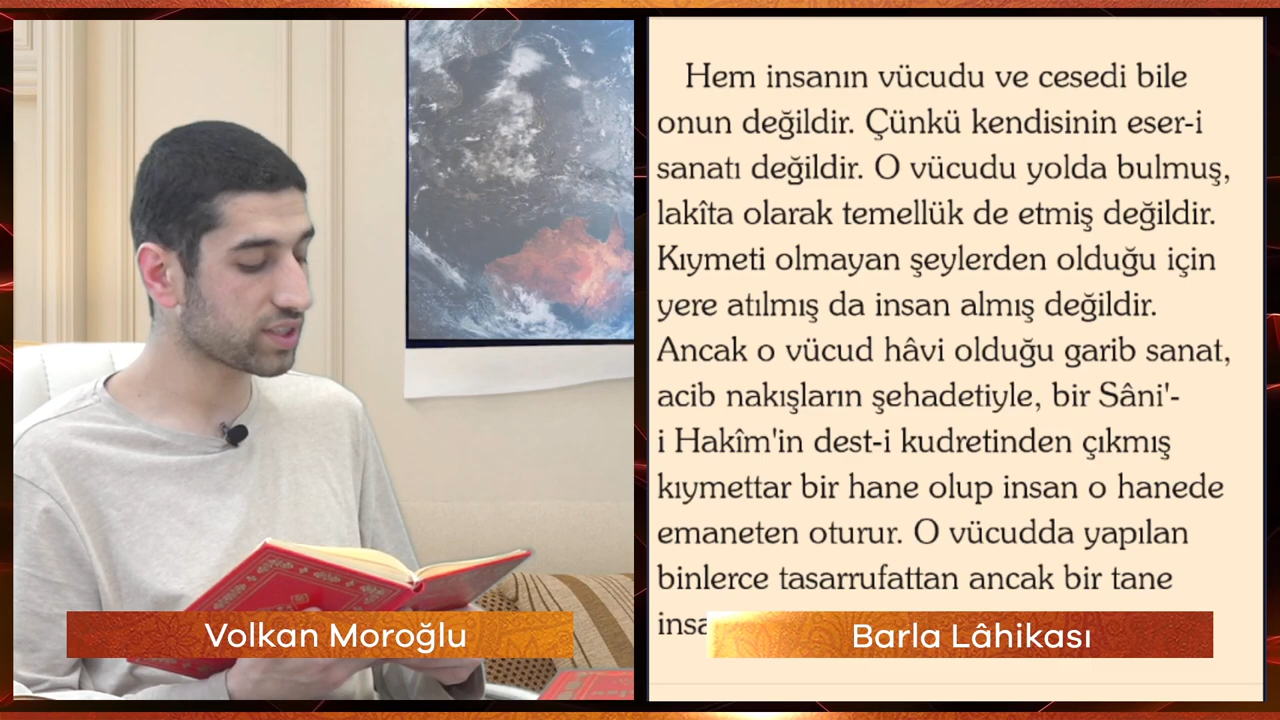 Hem insanın vücudu ve cesedi bile
onun değildir. Çünkü kendisinin eser-i
sanatı değildir. O vücudu yolda bulmuş,
lakîta olarak temellük de etmiş değildir.
Kıymeti olmayan şeylerden olduğu için
yere atılmış da insan almış değildir.
Ancak o vücud hâvi olduğu garib sanat,
acib nakışların şehadetiyle, bir Sâni'-
i Hakîm'in dest-i kudretinden çıkmış
kıymettar bir hane olup insan o hanede
emaneten oturur. O vücudda yapılan
binlerce tasarrufattan ancak bir tane
insa
Volkan Moroğlu
Barla Lâhikası